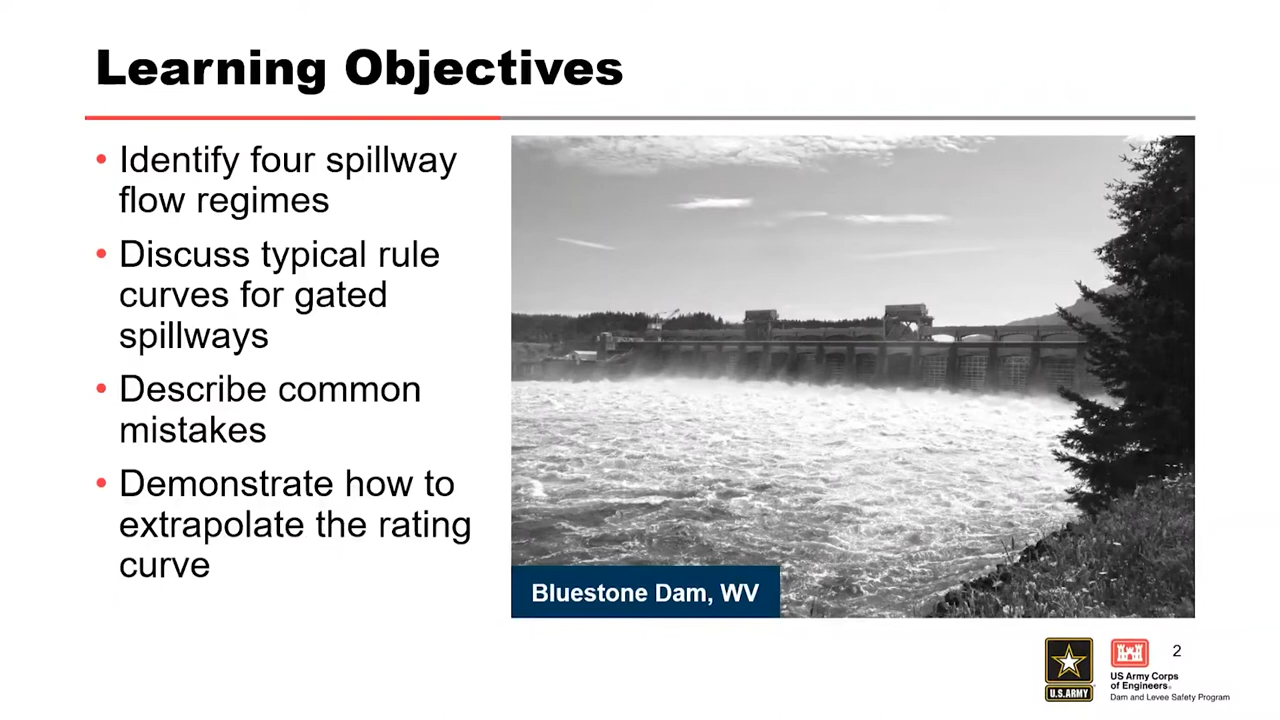 Learning Objectives
• Identify four spillway
flow regimes
• Discuss typical rule
curves for gated
spillways
• Describe common
mistakes
• Demonstrate how to
extrapolate the rating
curve
Bluestone Dam, WV
U.S. ARMY
US Army Corps
of Engineers®
Dam and Levee Safety Program
2